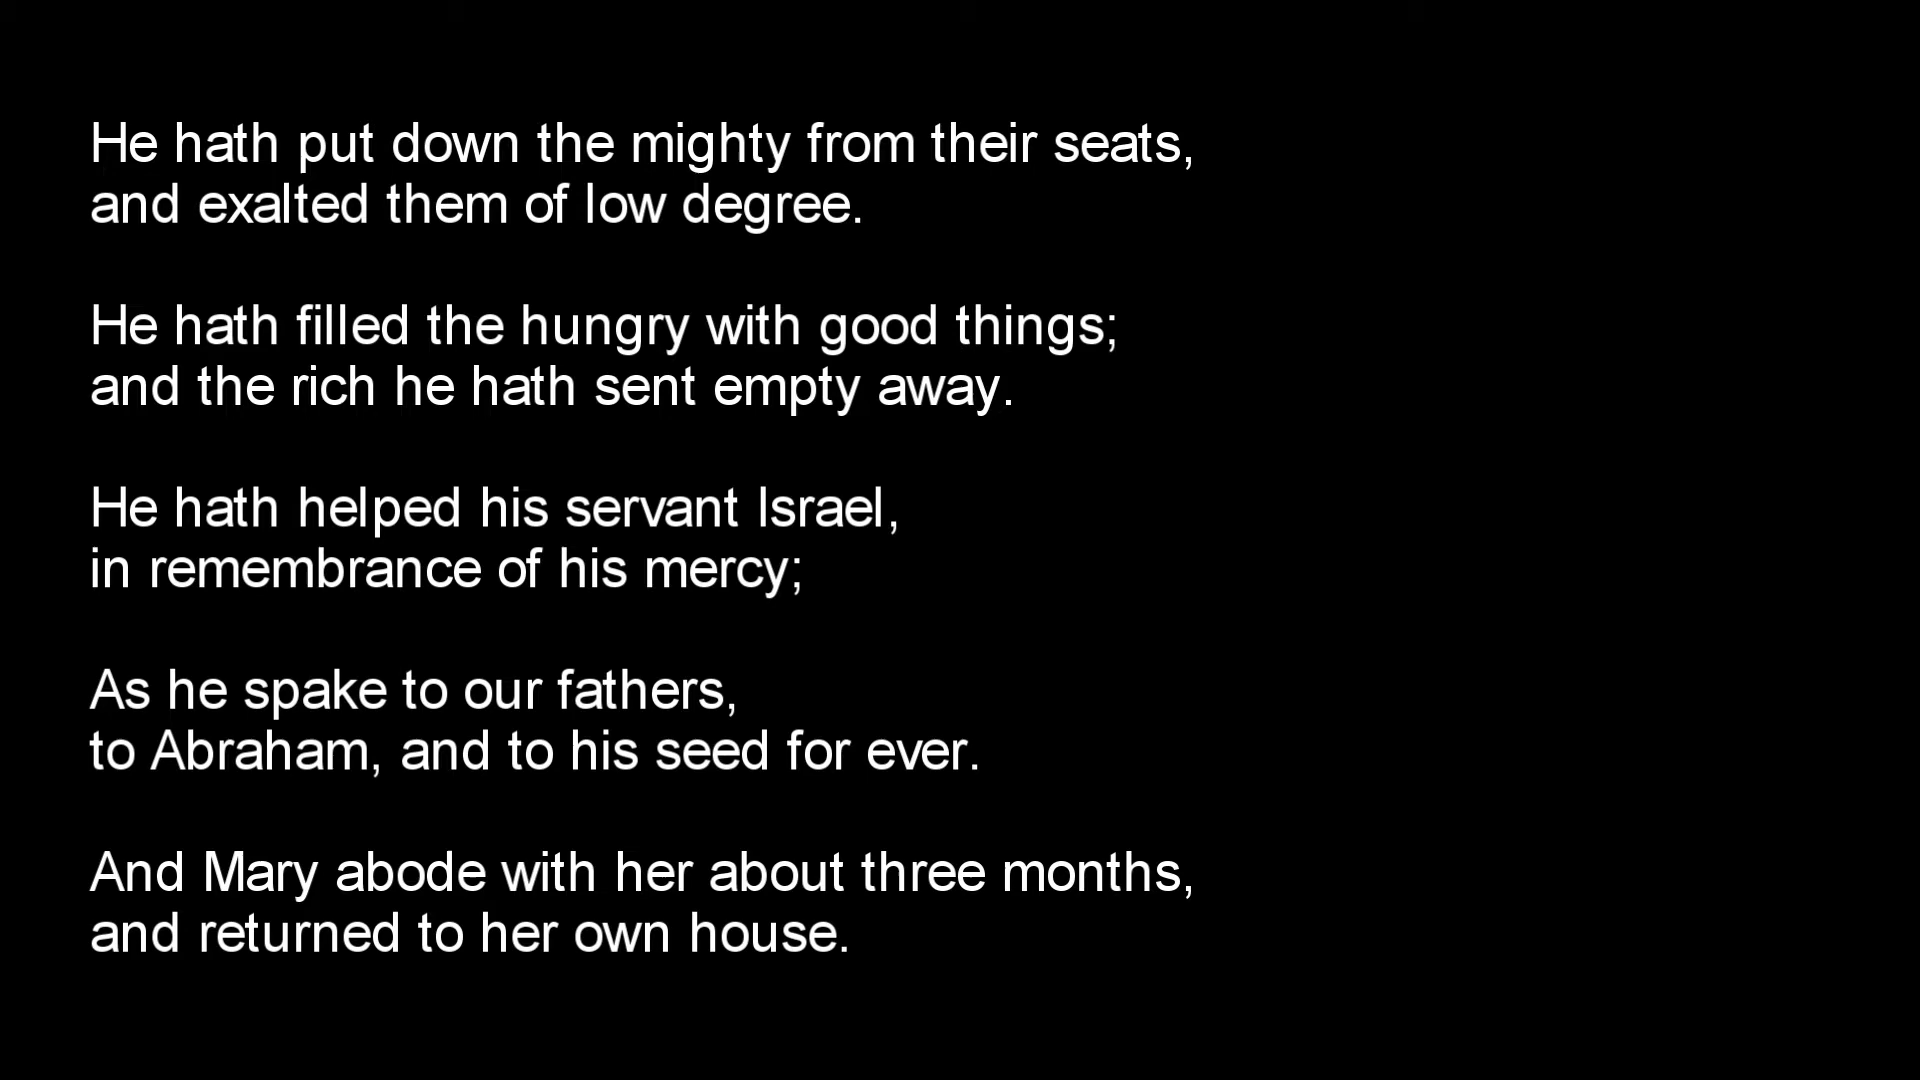 He hath put down the mighty from their seats,
and exalted them of low degree.
He hath filled the hungry with good things;
and the rich he hath sent empty away.
He hath helped his servant Israel,
in remembrance of his mercy;
As he spake to our fathers,
to Abraham, and to his seed for ever.
And Mary abode with her about three months,
and returned to her own house.